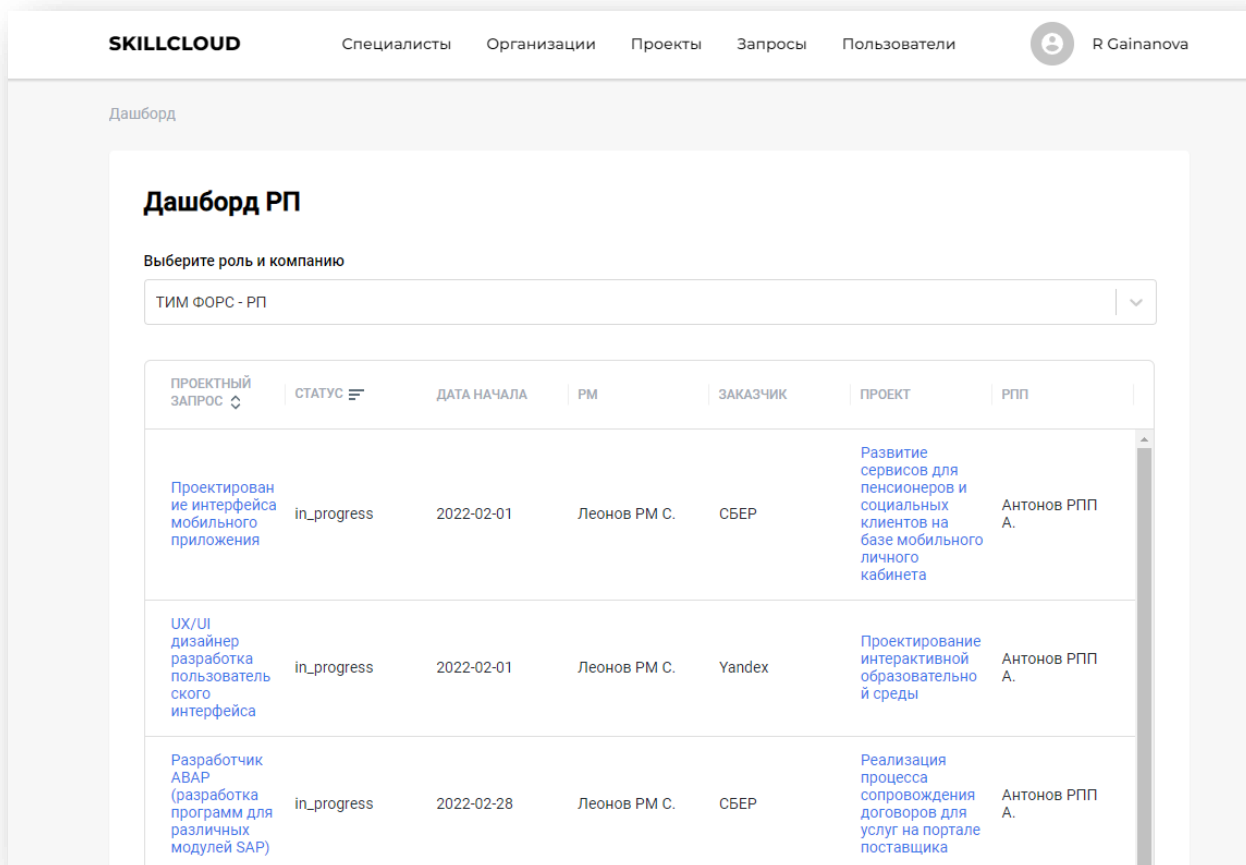 SKILLCLOUD Специалисты Организации Проекты Запросы Пользователи R Gainanova
Дашборд
Дашборд РП
Выберите роль и компанию
ТИМ ФОРС - РП
ПРОЕКТНЫЙ
ЗАПРОС
СТАТУС
ДАТА НАЧАЛА
РМ
ЗАКАЗЧИК
ПРОЕКТ
РПП
Проектирован
ие интерфейса
мобильного
приложения
in_progress
2022-02-01
Леонов РМ С.
СБЕР
Развитие
сервисов для
пенсионеров и
социальных
клиентов на
базе мобильного
личного
кабинета
Антонов РПП
А.
UX/UI
дизайнер
разработка
пользователь
ского
интерфейса
in_progress
2022-02-01
Леонов РМ С.
Yandex
Проектирование
интерактивной
образовательно
й среды
Антонов РПП
А.
Разработчик
ABAP
(разработка
программ для
различных
модулей SAP)
in_progress
2022-02-28
Леонов РМ С.
СБЕР
Реализация
процесса
сопровождения
договоров для
услуг на портале
поставщика
Антонов РПП
А.